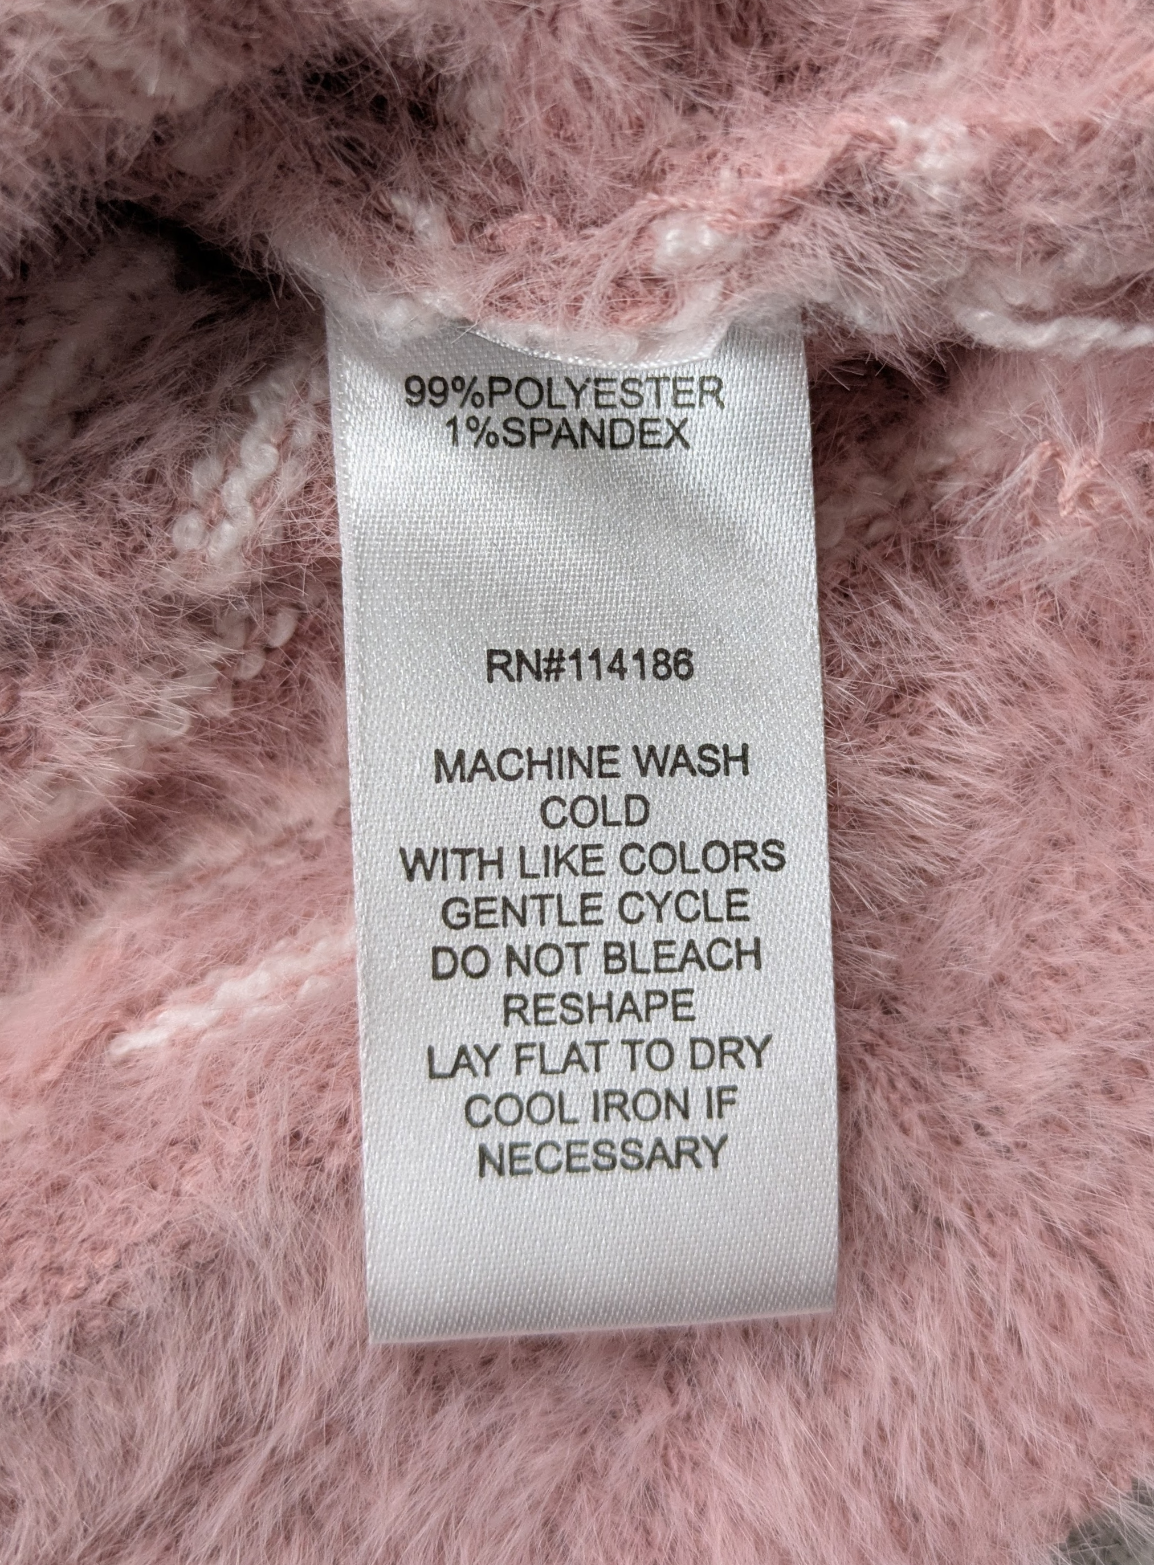 99%POLYESTER
1%SPANDEX
RN#114186
MACHINE WASH
COLD
WITH LIKE COLORS
GENTLE CYCLE
DO NOT BLEACH
RESHAPE
LAY FLAT TO DRY
COOL IRON IF
NECESSARY